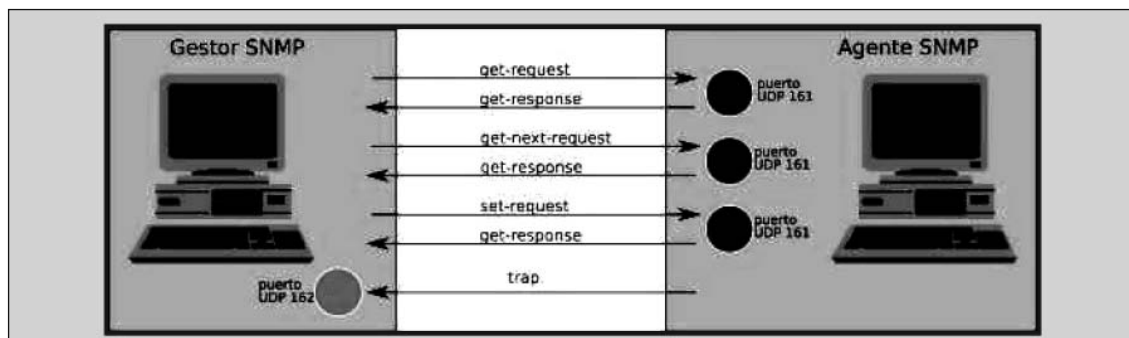 Gestor SNMP
Agente SNMP
get-request
puerto
UDP 161
get-response
get-next-request
puerto
UDP 161
get-response
set-request
puerto
UDP 161
get-response
trap
puerto
UDP 162